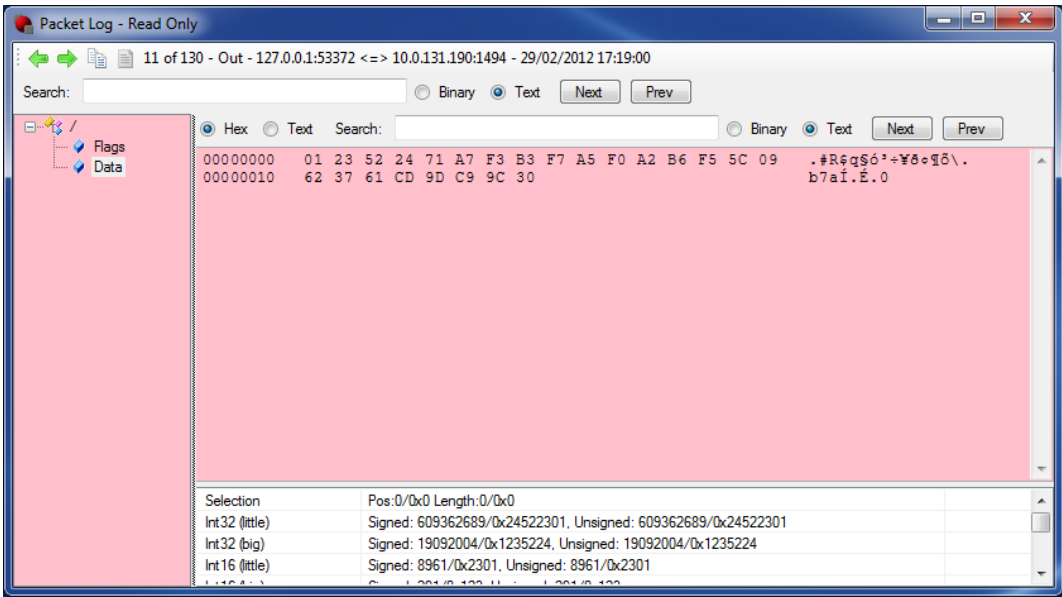 Packet Log - Read Only
11 of 130 - Out - 127.0.0.1:53372 <=> 10.0.131.190:1494 - 29/02/2012 17:19:00
Search: Binary Text Next Prev
/
Flags
Data
Hex Text Search: Binary Text Next Prev
00000000 01 23 52 24 71 A7 F3 B3 F7 A5 F0 A2 B6 F5 5C 09 .#R$q§ó³÷¥ð¢¶õ\.
00000010 62 37 61 CD 9D C9 9C 30 b7aÍ.É.0
Selection Pos:0/0x0 Length:0/0x0
Int32 (little) Signed: 609362689/0x24522301, Unsigned: 609362689/0x24522301
Int32 (big) Signed: 19092004/0x1235224, Unsigned: 19092004/0x1235224
Int16 (little) Signed: 8961/0x2301, Unsigned: 8961/0x2301